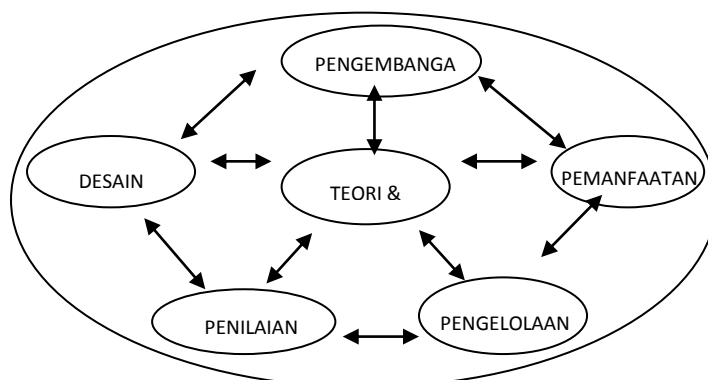 PENGEMBANGA
DESAIN
TEORI &
PEMANFAATAN
PENILAIAN
PENGELOLAAN